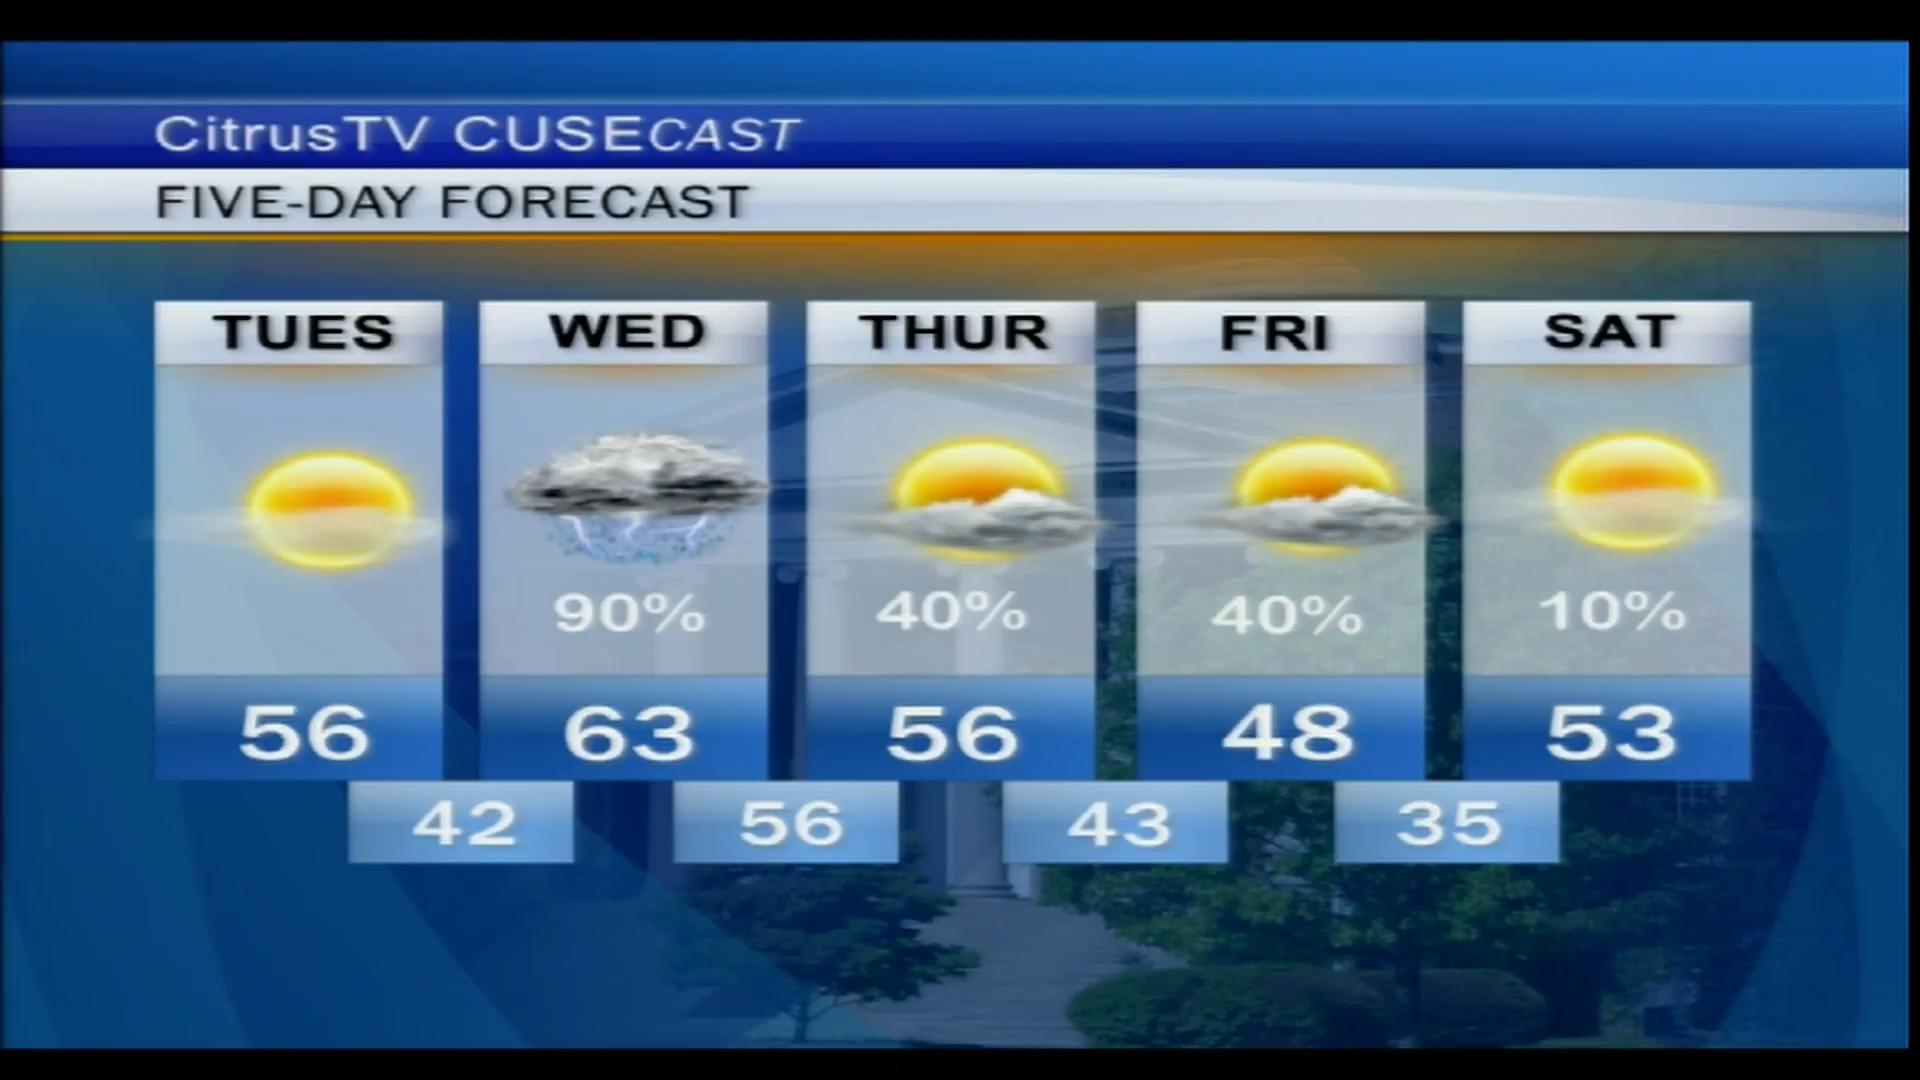 CitrusTV CUSECAST
FIVE-DAY FORECAST
TUES WED THUR FRI SAT
90% 40% 40% 10%
56 63 56 48 53
42 56 43 35